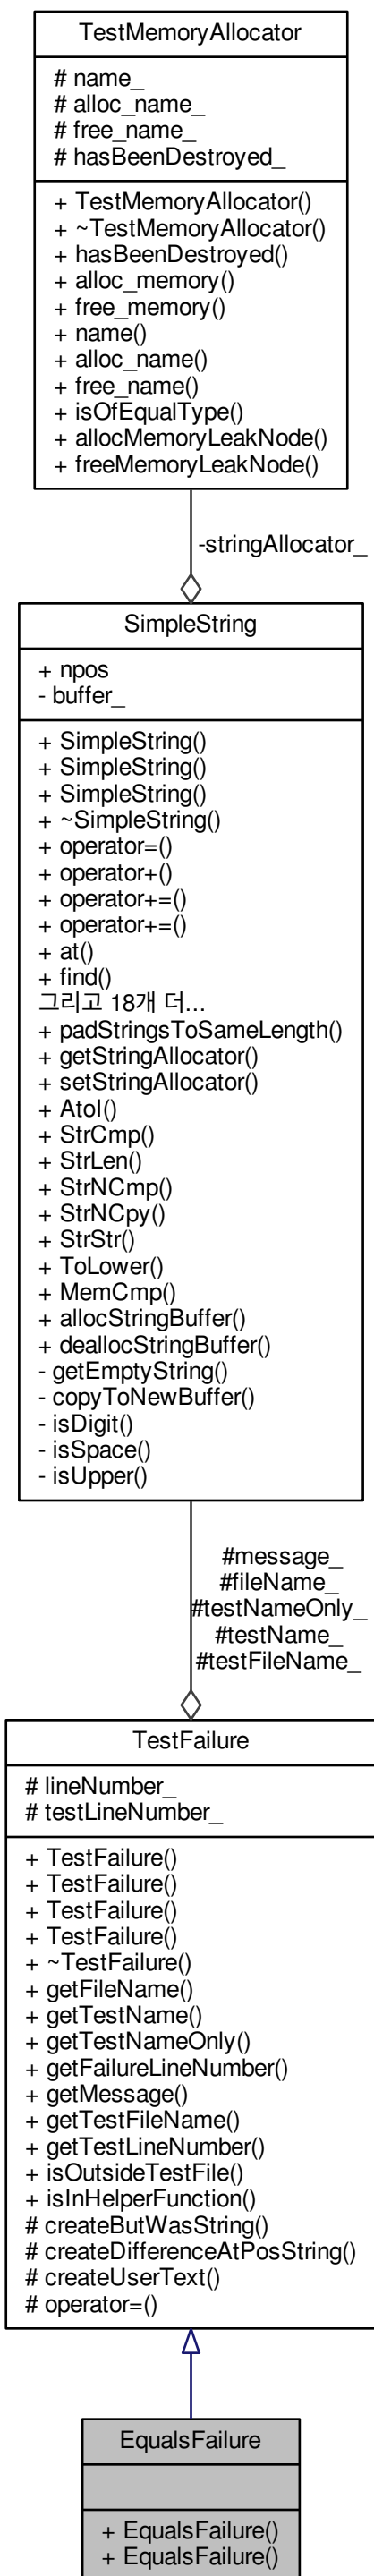 TestMemoryAllocator
# name_
# alloc_name_
# free_name_
# hasBeenDestroyed_
+ TestMemoryAllocator()
+ ~TestMemoryAllocator()
+ hasBeenDestroyed()
+ alloc_memory()
+ free_memory()
+ name()
+ alloc_name()
+ free_name()
+ isOfEqualType()
+ allocMemoryLeakNode()
+ freeMemoryLeakNode()
-stringAllocator_
SimpleString
+ npos
- buffer_
+ SimpleString()
+ SimpleString()
+ SimpleString()
+ ~SimpleString()
+ operator=()
+ operator+()
+ operator+=()
+ operator+=()
+ at()
+ find()
그리고 18개 더...
+ padStringsToSameLength()
+ getStringAllocator()
+ setStringAllocator()
+ AtoI()
+ StrCmp()
+ StrLen()
+ StrNCmp()
+ StrNCpy()
+ StrStr()
+ ToLower()
+ MemCmp()
+ allocStringBuffer()
+ deallocStringBuffer()
- getEmptyString()
- copyToNewBuffer()
- isDigit()
- isSpace()
- isUpper()
#message_
#fileName_
#testNameOnly_
#testName_
#testFileName_
TestFailure
# lineNumber_
# testLineNumber_
+ TestFailure()
+ TestFailure()
+ TestFailure()
+ TestFailure()
+ ~TestFailure()
+ getFileName()
+ getTestName()
+ getTestNameOnly()
+ getFailureLineNumber()
+ getMessage()
+ getTestFileName()
+ getTestLineNumber()
+ isOutsideTestFile()
+ isInHelperFunction()
# createButWasString()
# createDifferenceAtPosString()
# createUserText()
# operator=()
EqualsFailure
+ EqualsFailure()
+ EqualsFailure()